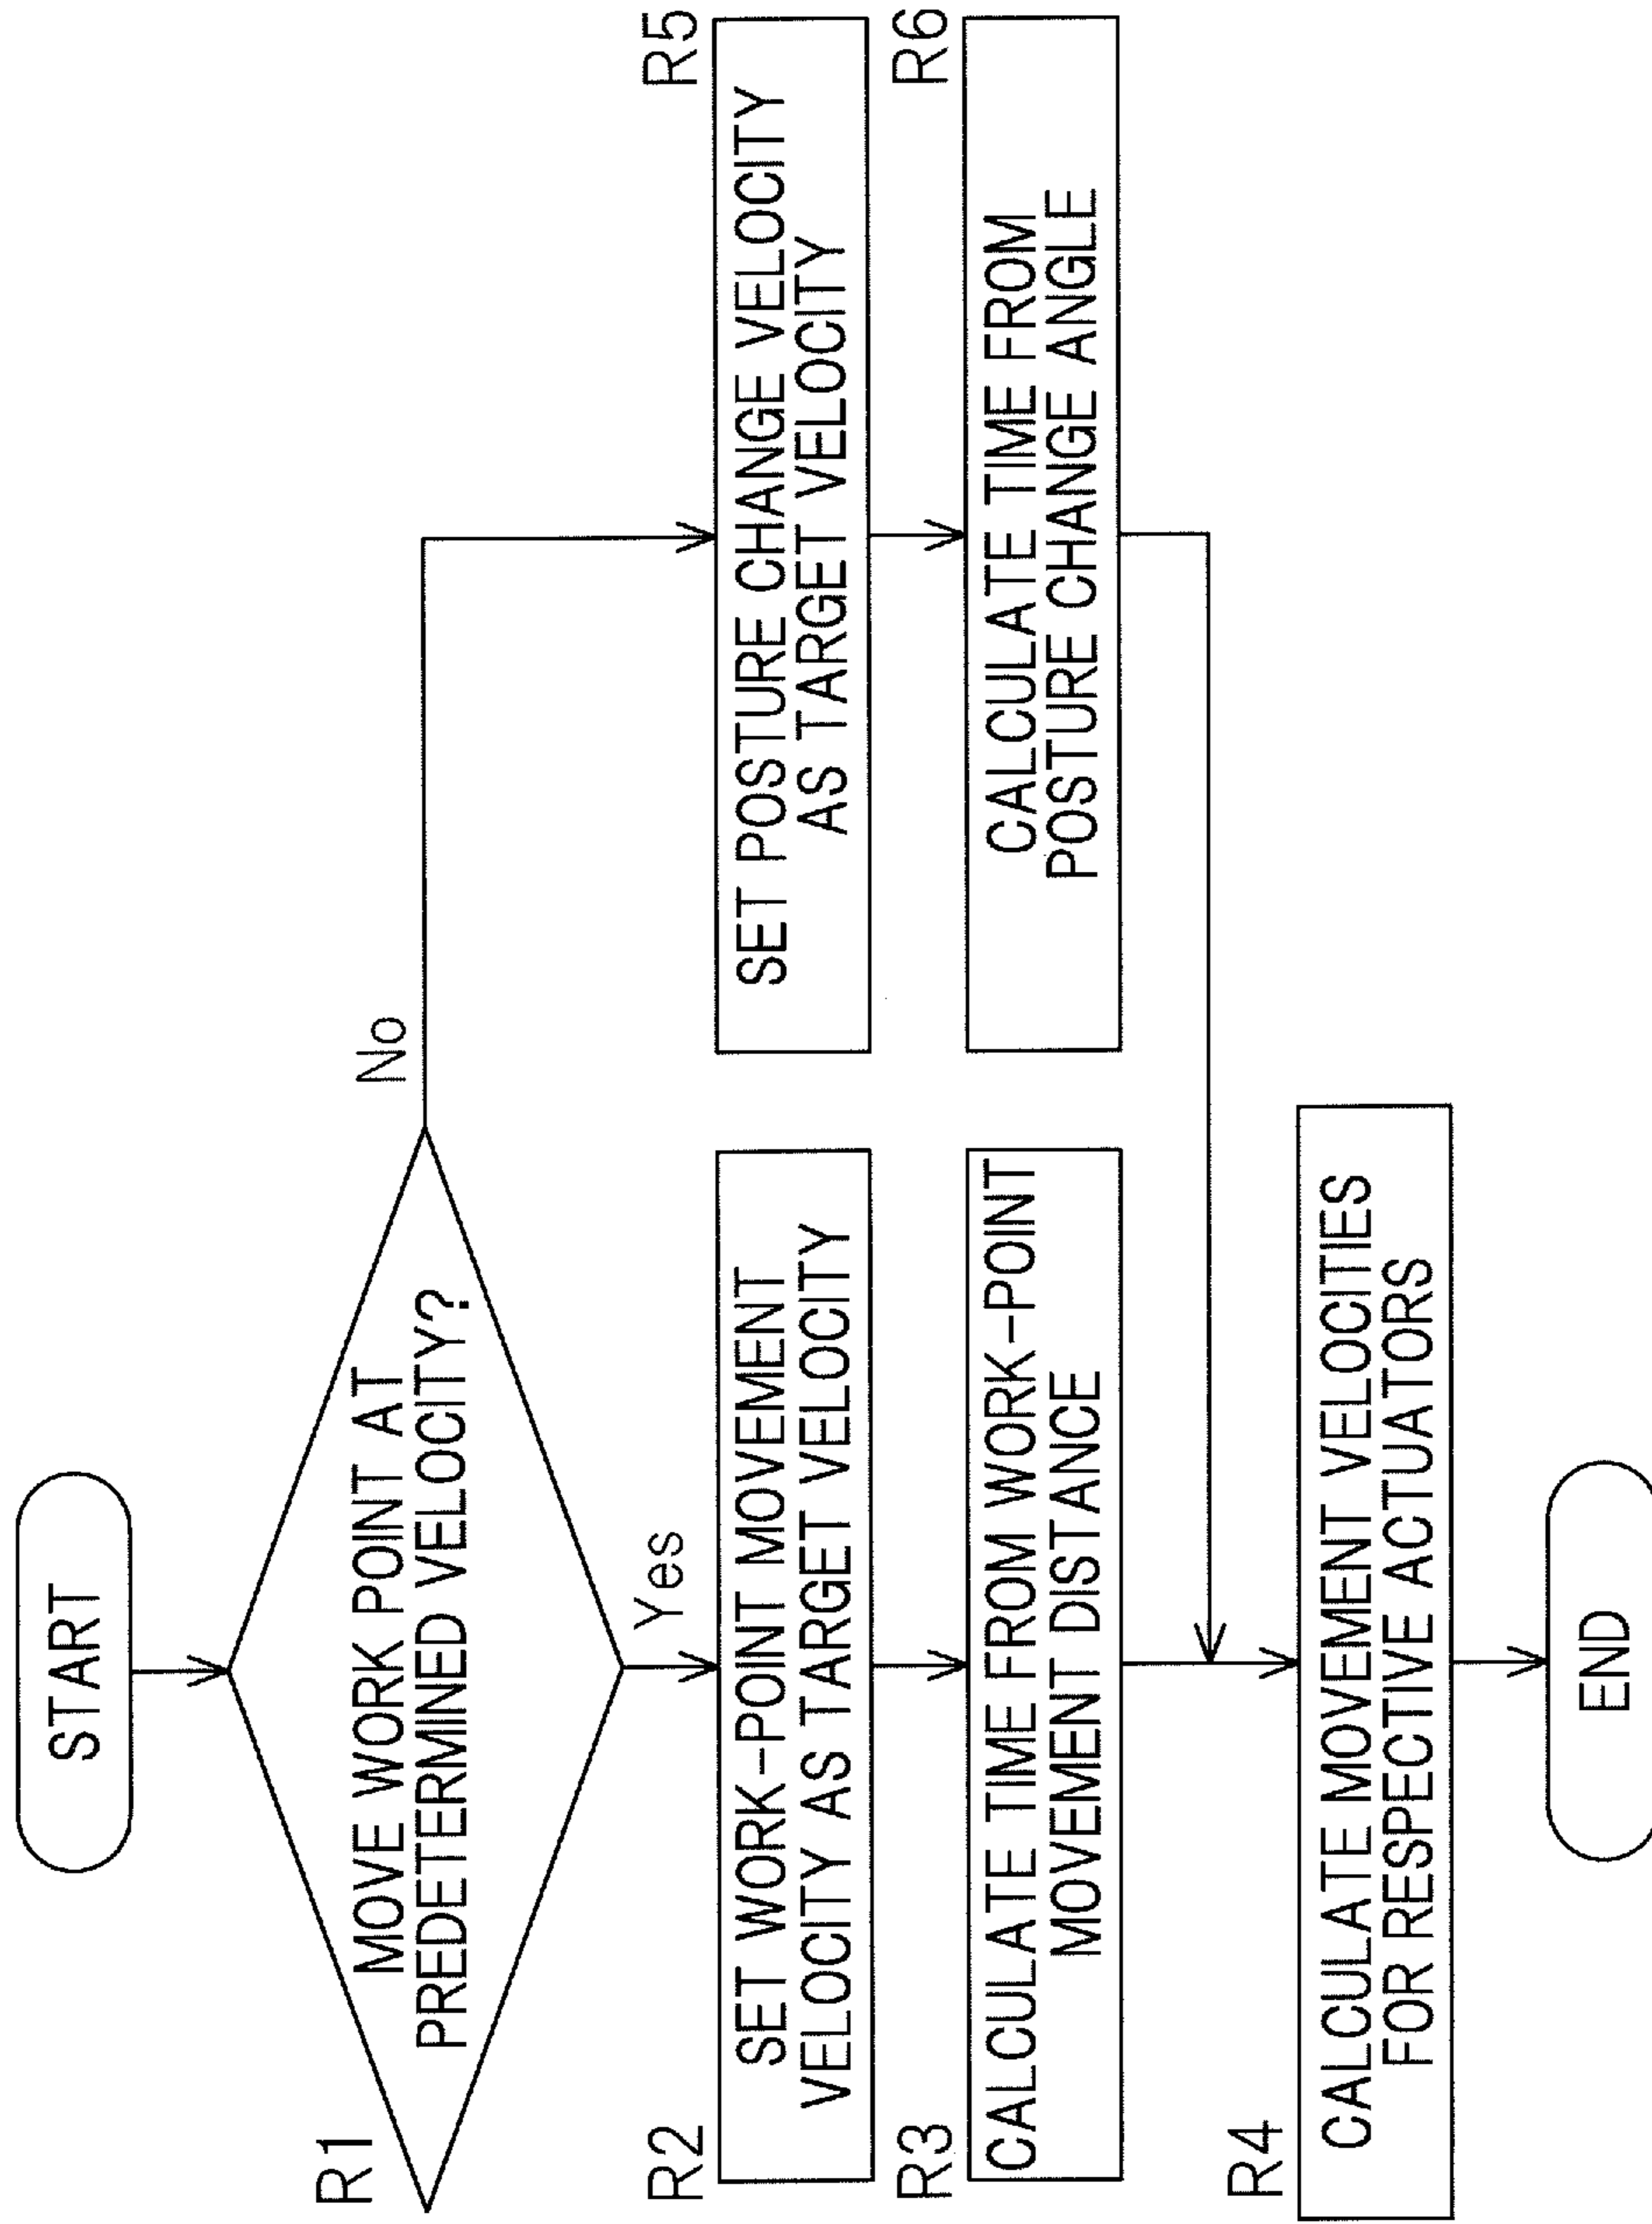 START
R1
MOVE WORK POINT AT
PREDETERMINED VELOCITY?
No
Yes
R2
SET WORK-POINT MOVEMENT
VELOCITY AS TARGET VELOCITY
R5
SET POSTURE CHANGE VELOCITY
AS TARGET VELOCITY
R3
CALCULATE TIME FROM WORK-POINT
MOVEMENT DISTANCE
R6
CALCULATE TIME FROM
POSTURE CHANGE ANGLE
R4
CALCULATE MOVEMENT VELOCITIES
FOR RESPECTIVE ACTUATORS
END